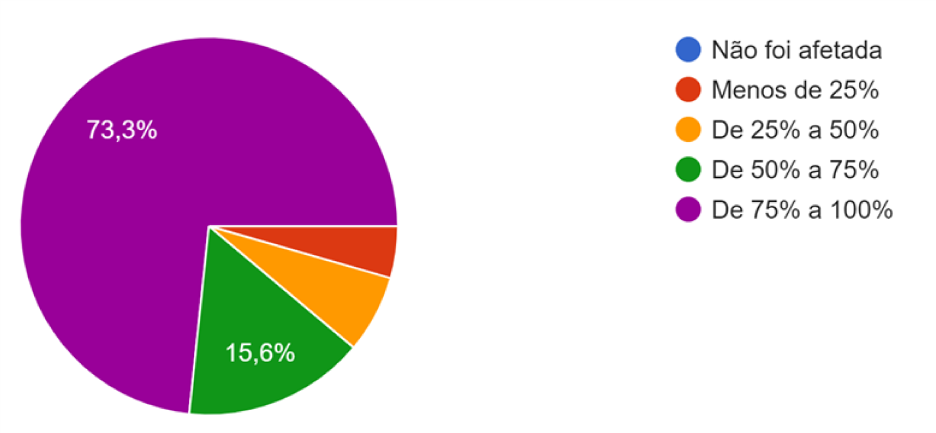 73,3%
15,6%
Não foi afetada
Menos de 25%
De 25% a 50%
De 50% a 75%
De 75% a 100%